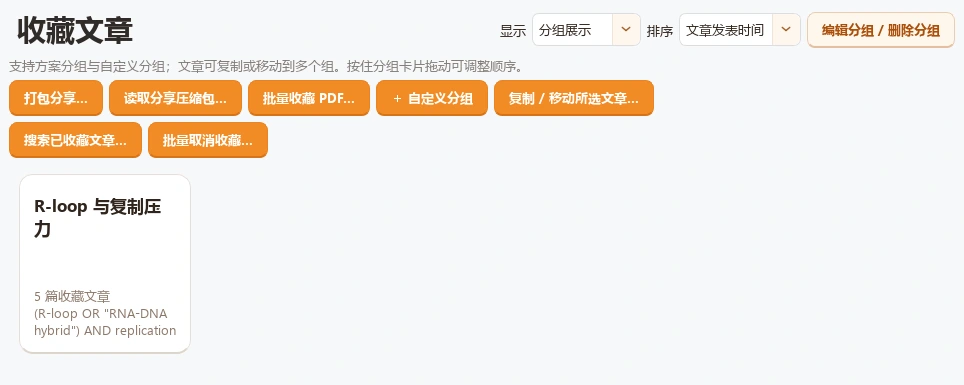 收藏文章
显示 分组展示 排序 文章发表时间 编辑分组 / 删除分组
支持方案分组与自定义分组；文章可复制或移动到多个组。按住分组卡片拖动可调整顺序。
打包分享... 读取分享压缩包... 批量收藏 PDF... ＋ 自定义分组 复制 / 移动所选文章...
搜索已收藏文章... 批量取消收藏...
R-loop 与复制压
力
5 篇收藏文章
(R-loop OR "RNA-DNA
hybrid") AND replication